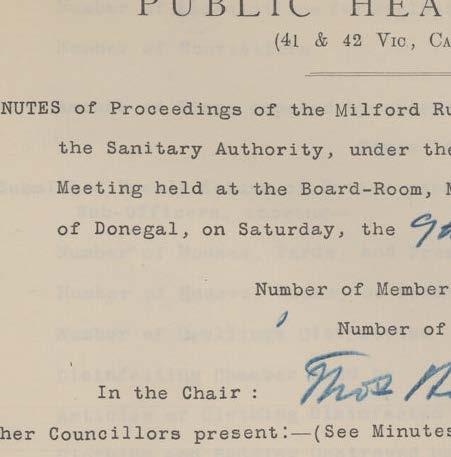 PUBLIC HEA
(41 & 42 VIC, CA
NUTES of Proceedings of the Milford Ru
the Sanitary Authority, under the
Meeting held at the Board-Room, M
of Donegal, on Saturday, the 9th
Number of Member
Number of
In the Chair : Thos
her Councillors present:—(See Minutes